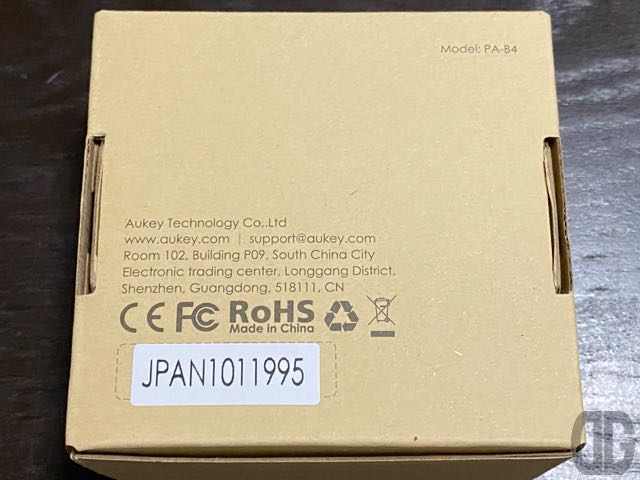 Model: PA-B4
Aukey Technology Co,.Ltd
www.aukey.com | support@aukey.com
Room 102, Building P09, South China City
Electronic trading center, Longgang District,
Shenzhen, Guangdong, 518111, CN
CE FC RoHS
Made in China
JPAN1011995